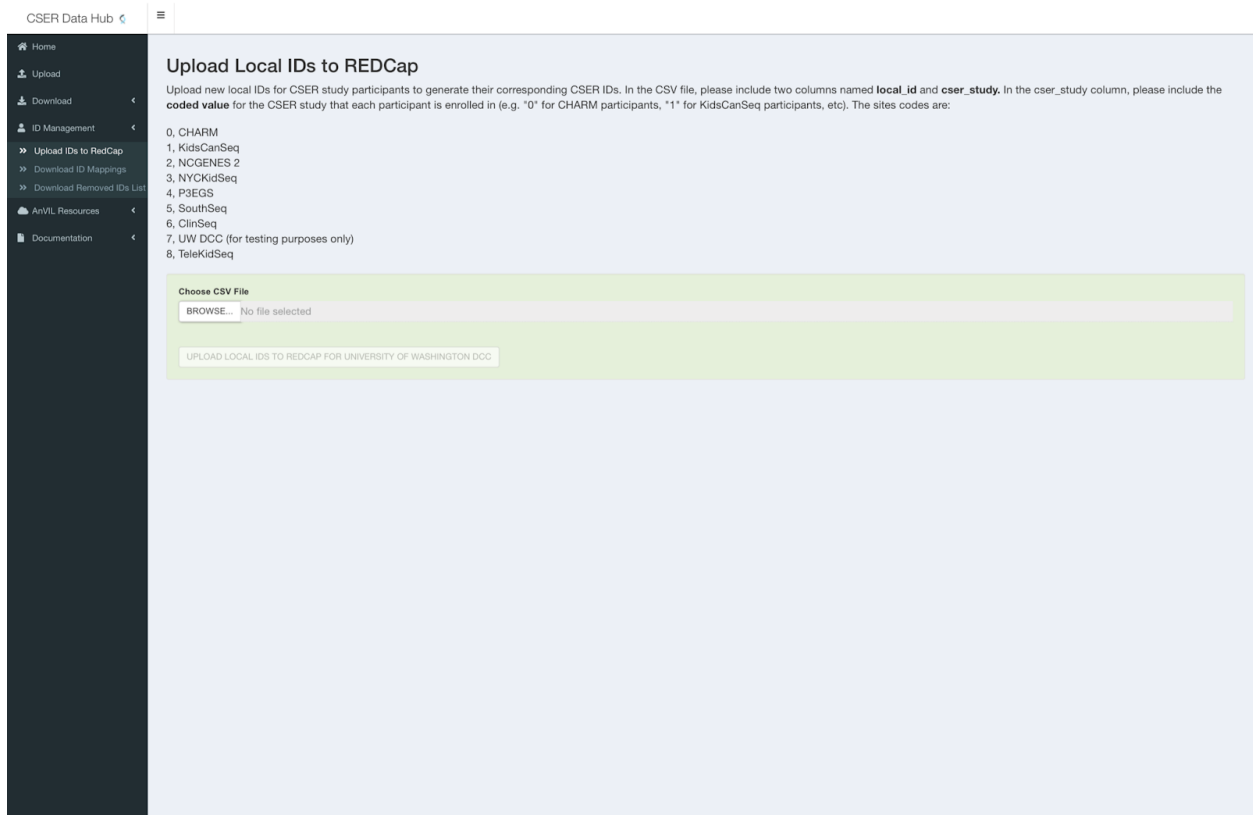 CSER Data Hub
Home
Upload
Download
ID Management
Upload IDs to RedCap
Download ID Mappings
Download Removed IDs List
AnVIL Resources
Documentation
Upload Local IDs to REDCap
Upload new local IDs for CSER study participants to generate their corresponding CSER IDs. In the CSV file, please include two columns named local_id and cser_study. In the cser_study column, please include the
coded value for the CSER study that each participant is enrolled in (e.g. "0" for CHARM participants, "1" for KidsCanSeq participants, etc). The sites codes are:
0, CHARM
1, KidsCanSeq
2, NCGENES 2
3, NYCKidSeq
4, P3EGS
5, SouthSeq
6, ClinSeq
7, UW DCC (for testing purposes only)
8, TeleKidSeq
Choose CSV File
BROWSE... No file selected
UPLOAD LOCAL IDS TO REDCAP FOR UNIVERSITY OF WASHINGTON DCC